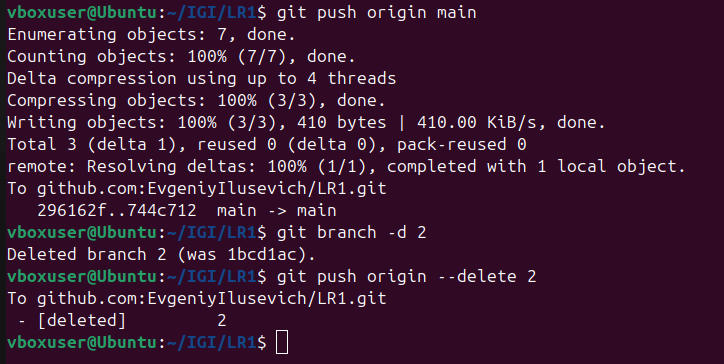 vboxuser@Ubuntu:~/IGI/LR1$ git push origin main
Enumerating objects: 7, done.
Counting objects: 100% (7/7), done.
Delta compression using up to 4 threads
Compressing objects: 100% (3/3), done.
Writing objects: 100% (3/3), 410 bytes | 410.00 KiB/s, done.
Total 3 (delta 1), reused 0 (delta 0), pack-reused 0
remote: Resolving deltas: 100% (1/1), completed with 1 local object.
To github.com:EvgeniyIlusevich/LR1.git
   296162f..744c712  main -> main
vboxuser@Ubuntu:~/IGI/LR1$ git branch -d 2
Deleted branch 2 (was 1bcd1ac).
vboxuser@Ubuntu:~/IGI/LR1$ git push origin --delete 2
To github.com:EvgeniyIlusevich/LR1.git
 - [deleted]         2
vboxuser@Ubuntu:~/IGI/LR1$